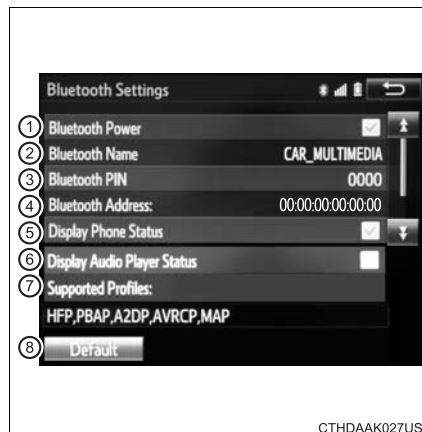 Bluetooth Settings
① Bluetooth Power
② Bluetooth Name CAR_MULTIMEDIA
③ Bluetooth PIN 0000
④ Bluetooth Address: 00:00:00:00:00:00
⑤ Display Phone Status
⑥ Display Audio Player Status
⑦ Supported Profiles:
HFP,PBAP,A2DP,AVRCP,MAP
⑧ Default
CTHDAAK027US